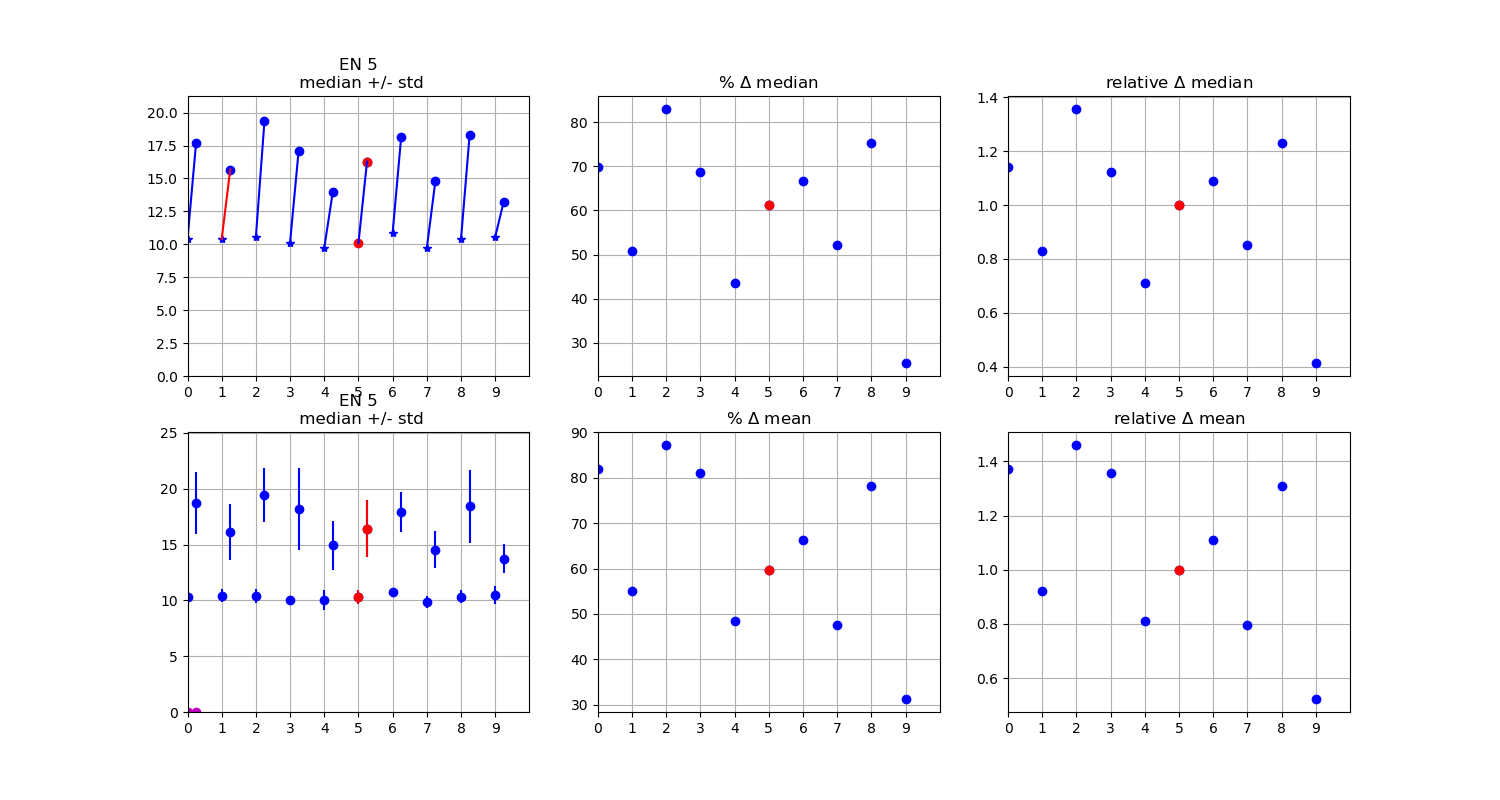 EN 5
median +/- std
% Δ median
relative Δ median
20.0
17.5
15.0
12.5
10.0
7.5
5.0
2.5
0.0
0 1 2 3 4 5 6 7 8 9
80
70
60
50
40
30
0 1 2 3 4 5 6 7 8 9
1.4
1.2
1.0
0.8
0.6
0.4
0 1 2 3 4 5 6 7 8 9
EN 5
median +/- std
% Δ mean
relative Δ mean
25
20
15
10
5
0
0 1 2 3 4 5 6 7 8 9
90
80
70
60
50
40
30
0 1 2 3 4 5 6 7 8 9
1.4
1.2
1.0
0.8
0.6
0 1 2 3 4 5 6 7 8 9